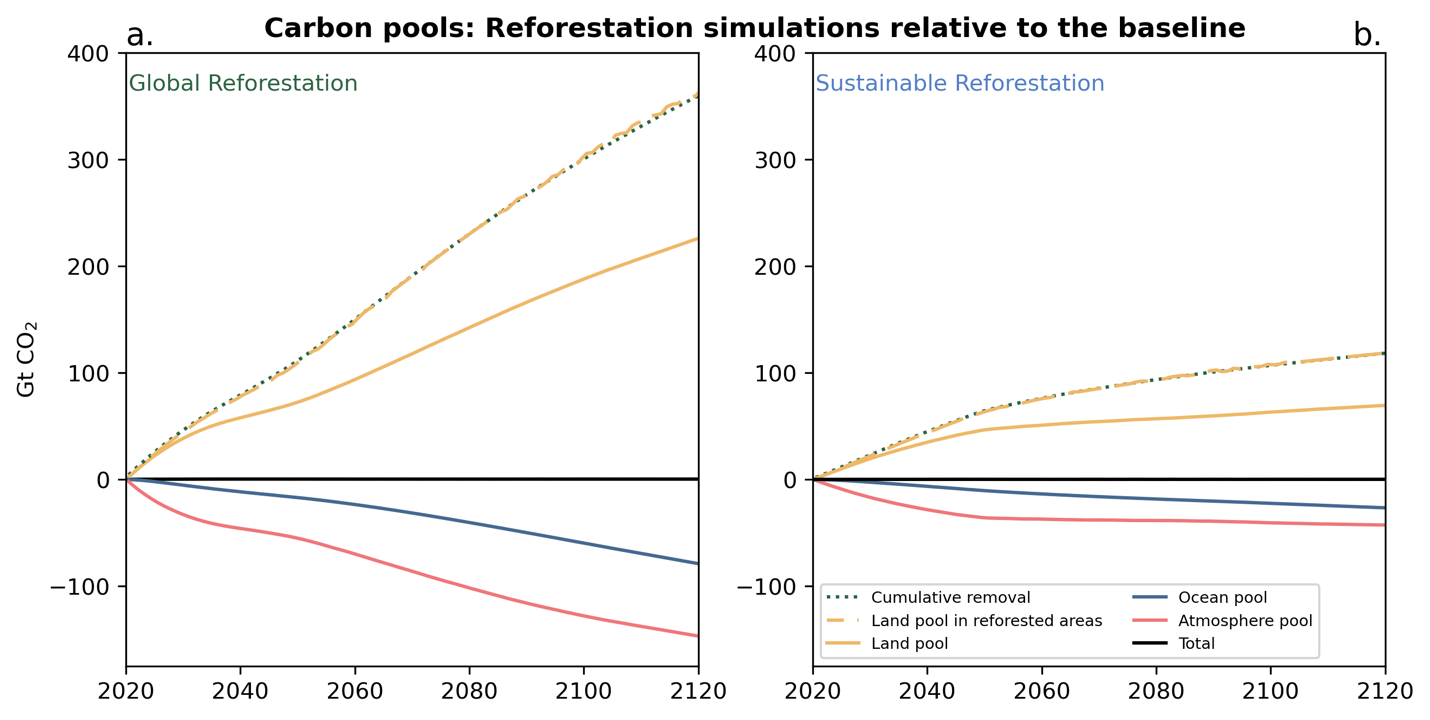 Carbon pools: Reforestation simulations relative to the baseline
a.
b.
Global Reforestation
Sustainable Reforestation
Gt CO₂
400
300
200
100
0
−100
2020 2040 2060 2080 2100 2120
400
300
200
100
0
−100
2020 2040 2060 2080 2100 2120
Cumulative removal
Land pool in reforested areas
Land pool
Ocean pool
Atmosphere pool
Total